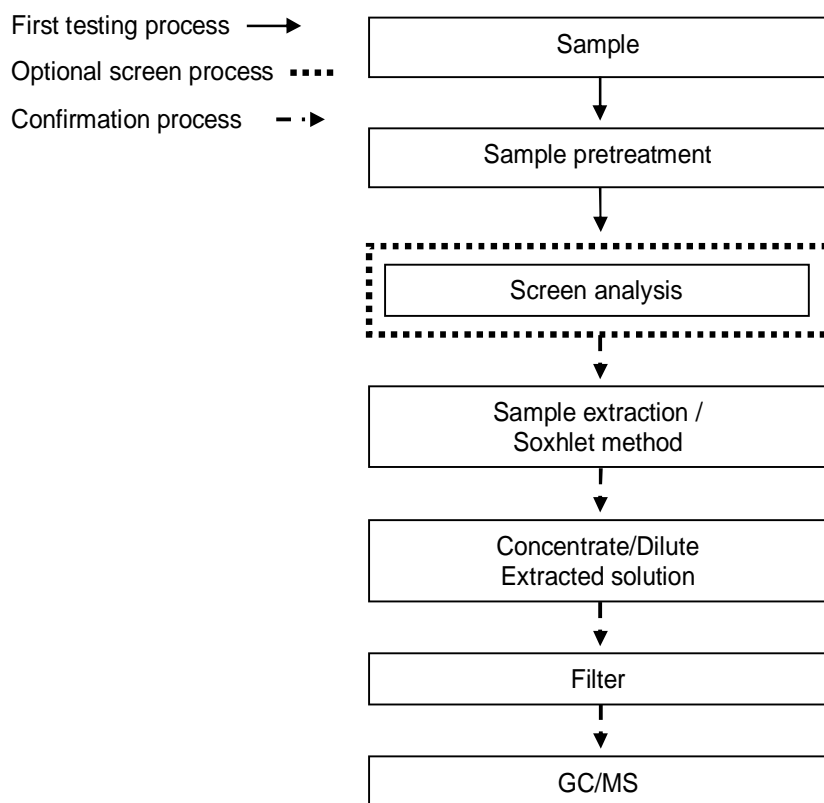 First testing process
Optional screen process
Confirmation process
Sample
Sample pretreatment
Screen analysis
Sample extraction /
Soxhlet method
Concentrate/Dilute
Extracted solution
Filter
GC/MS